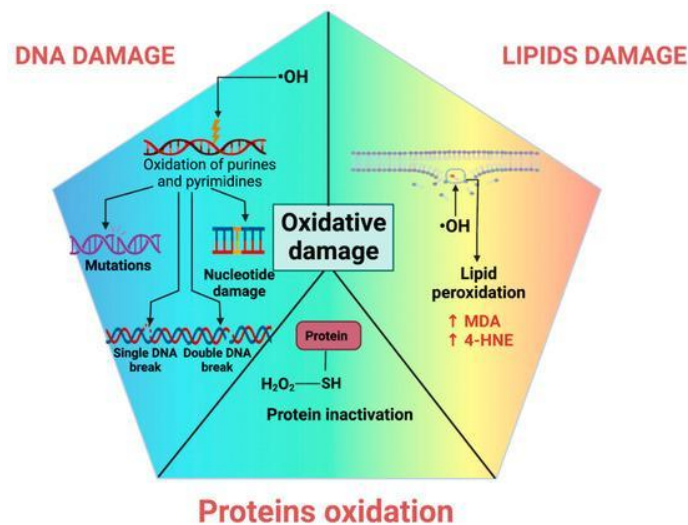 DNA DAMAGE
LIPIDS DAMAGE
•OH
Oxidation of purines
and pyrimidines
Mutations
Nucleotide
damage
Single DNA
break
Double DNA
break
Oxidative
damage
•OH
Lipid
peroxidation
↑ MDA
↑ 4-HNE
Protein
H₂O₂—SH
Protein inactivation
Proteins oxidation